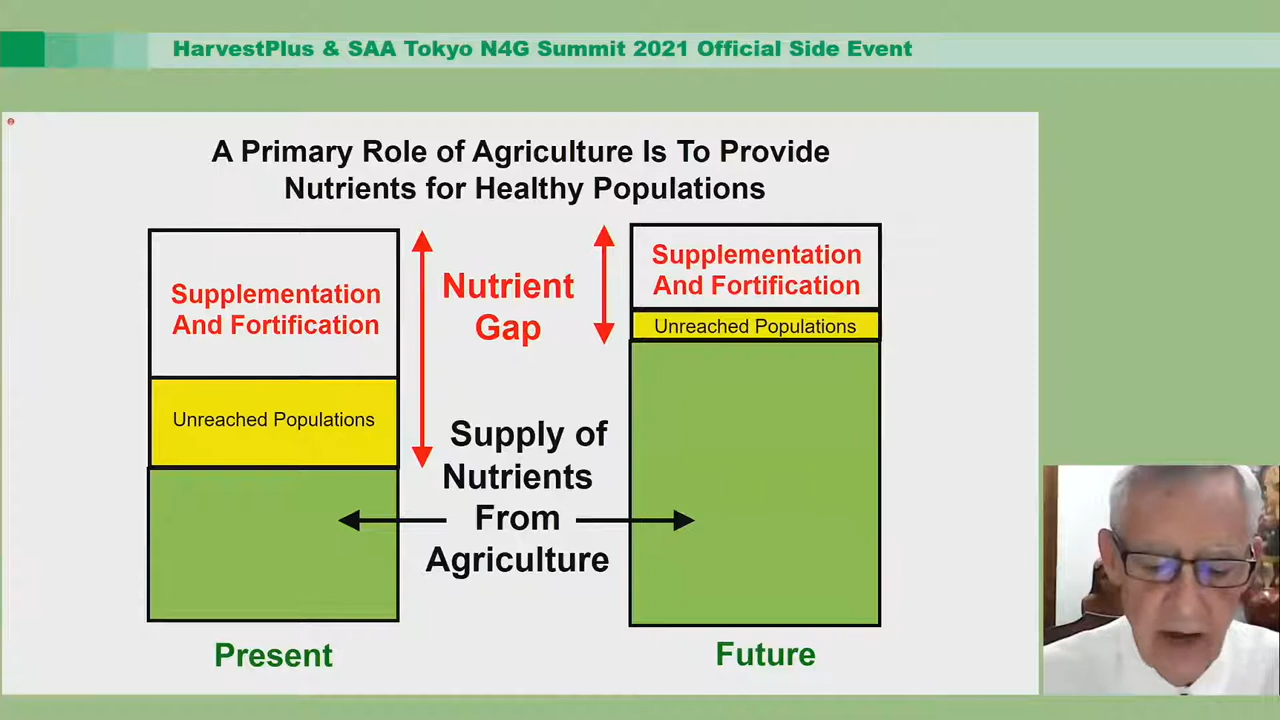 HarvestPlus & SAA Tokyo N4G Summit 2021 Official Side Event
A Primary Role of Agriculture Is To Provide
Nutrients for Healthy Populations
Supplementation
And Fortification
Unreached Populations
Nutrient
Gap
Supply of
Nutrients
From
Agriculture
Supplementation
And Fortification
Unreached Populations
Present
Future